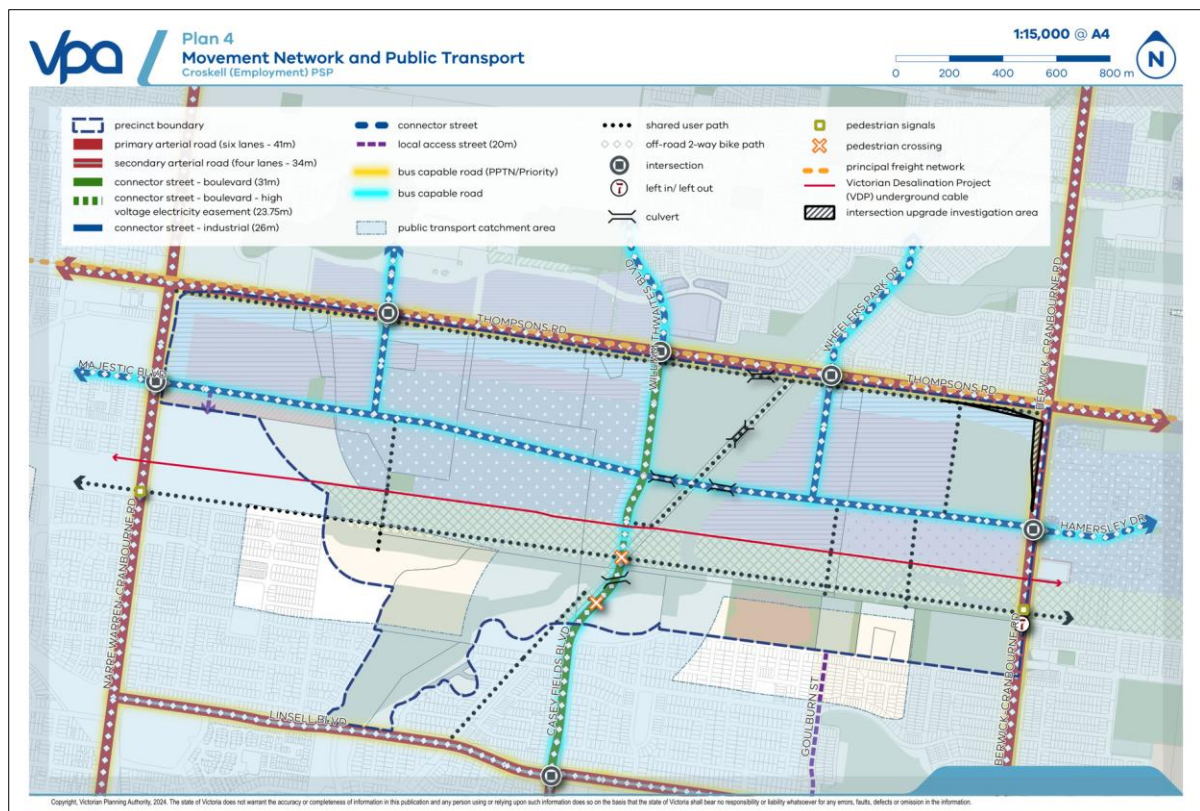 vpa
Plan 4
Movement Network and Public Transport
Croskell (Employment) PSP
1:15,000 @ A4
0 200 400 600 800 m
N
precinct boundary
primary arterial road (six lanes - 41m)
secondary arterial road (four lanes - 34m)
connector street - boulevard (31m)
connector street - boulevard - high
voltage electricity easement (23.75m)
connector street - industrial (26m)
connector street
local access street (20m)
bus capable road (PPTN/Priority)
bus capable road
public transport catchment area
shared user path
off-road 2-way bike path
intersection
left in/ left out
culvert
pedestrian signals
pedestrian crossing
principal freight network
Victorian Desalination Project
(VDP) underground cable
intersection upgrade investigation area
BERWICK-CRANBOURNE RD
THWAITES BLVD
WHEELERS PARK DR
THOMPSONS RD
THOMPSONS RD
BERWICK-CRANBOURNE RD
MAJESTIC BLVD
HAMERSLEY DR
NARRE WARREN-CRANBOURNE RD
CASEY FIELDS BLVD
GOULBURN ST
BERWICK-CRANBOURNE RD
LINSELL BLVD
Copyright, Victorian Planning Authority, 2024. The state of Victoria does not warrant the accuracy or completeness of information in this publication and any person using or relying upon such information does so on the basis that the state of Victoria shall bear no responsibility or liability whatsoever for any errors, faults, defects or omission in the information.